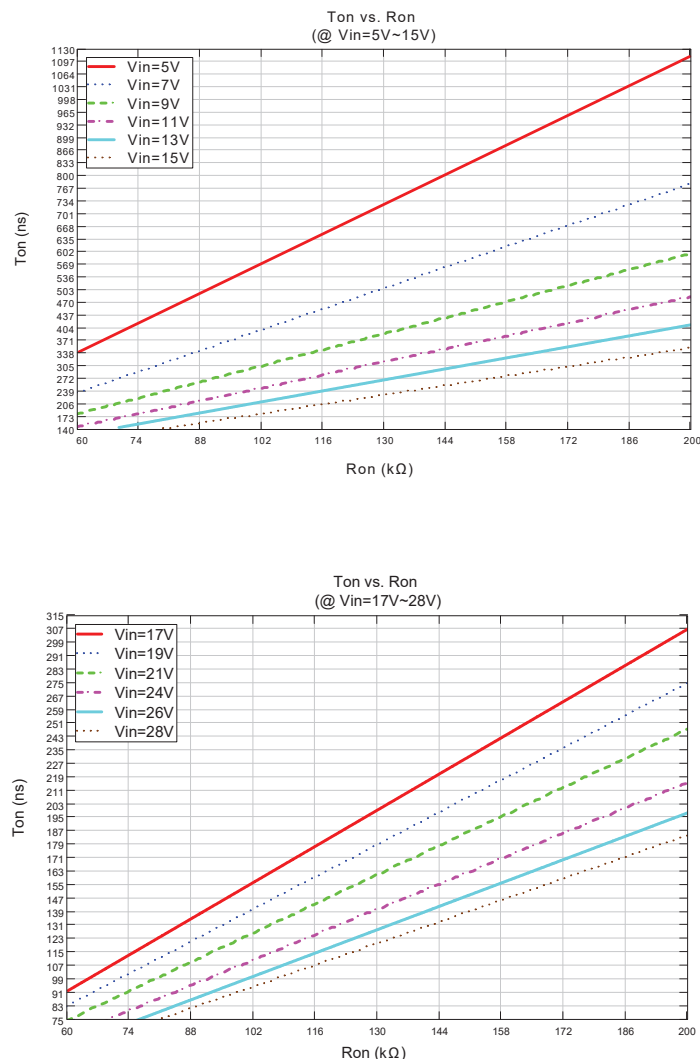 Ton vs. Ron
(@ Vin=5V~15V)
1130
1097
1064
1031
998
965
932
899
866
833
800
767
734
701
668
635
602
569
536
503
470
437
404
371
338
305
272
239
206
173
140
Ton (ns)
Vin=5V
Vin=7V
Vin=9V
Vin=11V
Vin=13V
Vin=15V
60 74 88 102 116 130 144 158 172 186 200
Ron (kΩ)
Ton vs. Ron
(@ Vin=17V~28V)
315
307
299
291
283
275
267
259
251
243
235
227
219
211
203
195
187
179
171
163
155
147
139
131
123
115
107
99
91
83
75
Ton (ns)
Vin=17V
Vin=19V
Vin=21V
Vin=24V
Vin=26V
Vin=28V
60 74 88 102 116 130 144 158 172 186 200
Ron (kΩ)